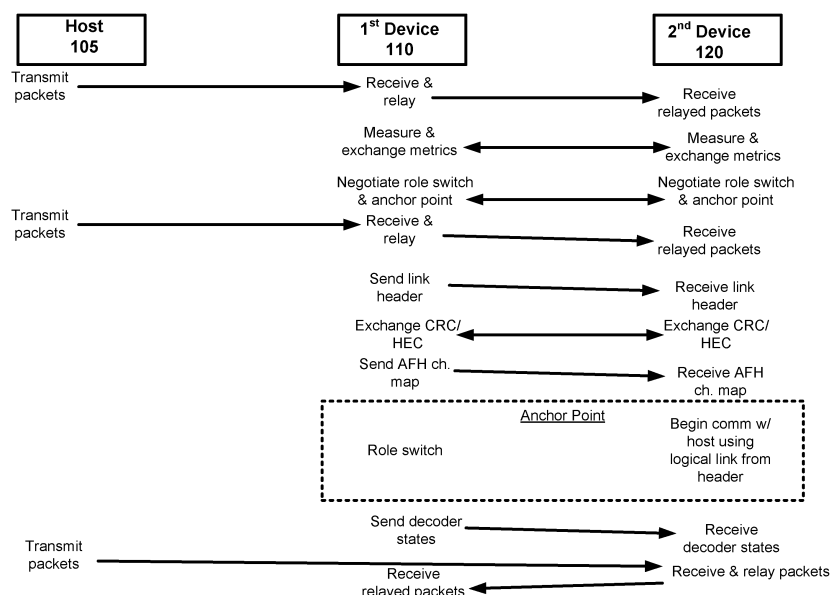 Host
105
1st Device
110
2nd Device
120
Transmit
packets
Receive &
relay
Receive
relayed packets
Measure &
exchange metrics
Measure &
exchange metrics
Negotiate role switch
& anchor point
Negotiate role switch
& anchor point
Transmit
packets
Receive &
relay
Receive
relayed packets
Send link
header
Receive link
header
Exchange CRC/
HEC
Exchange CRC/
HEC
Send AFH ch.
map
Receive AFH
ch. map
Anchor Point
Role switch
Begin comm w/
host using
logical link from
header
Send decoder
states
Receive
decoder states
Transmit
packets
Receive & relay packets
Receive
relayed packets